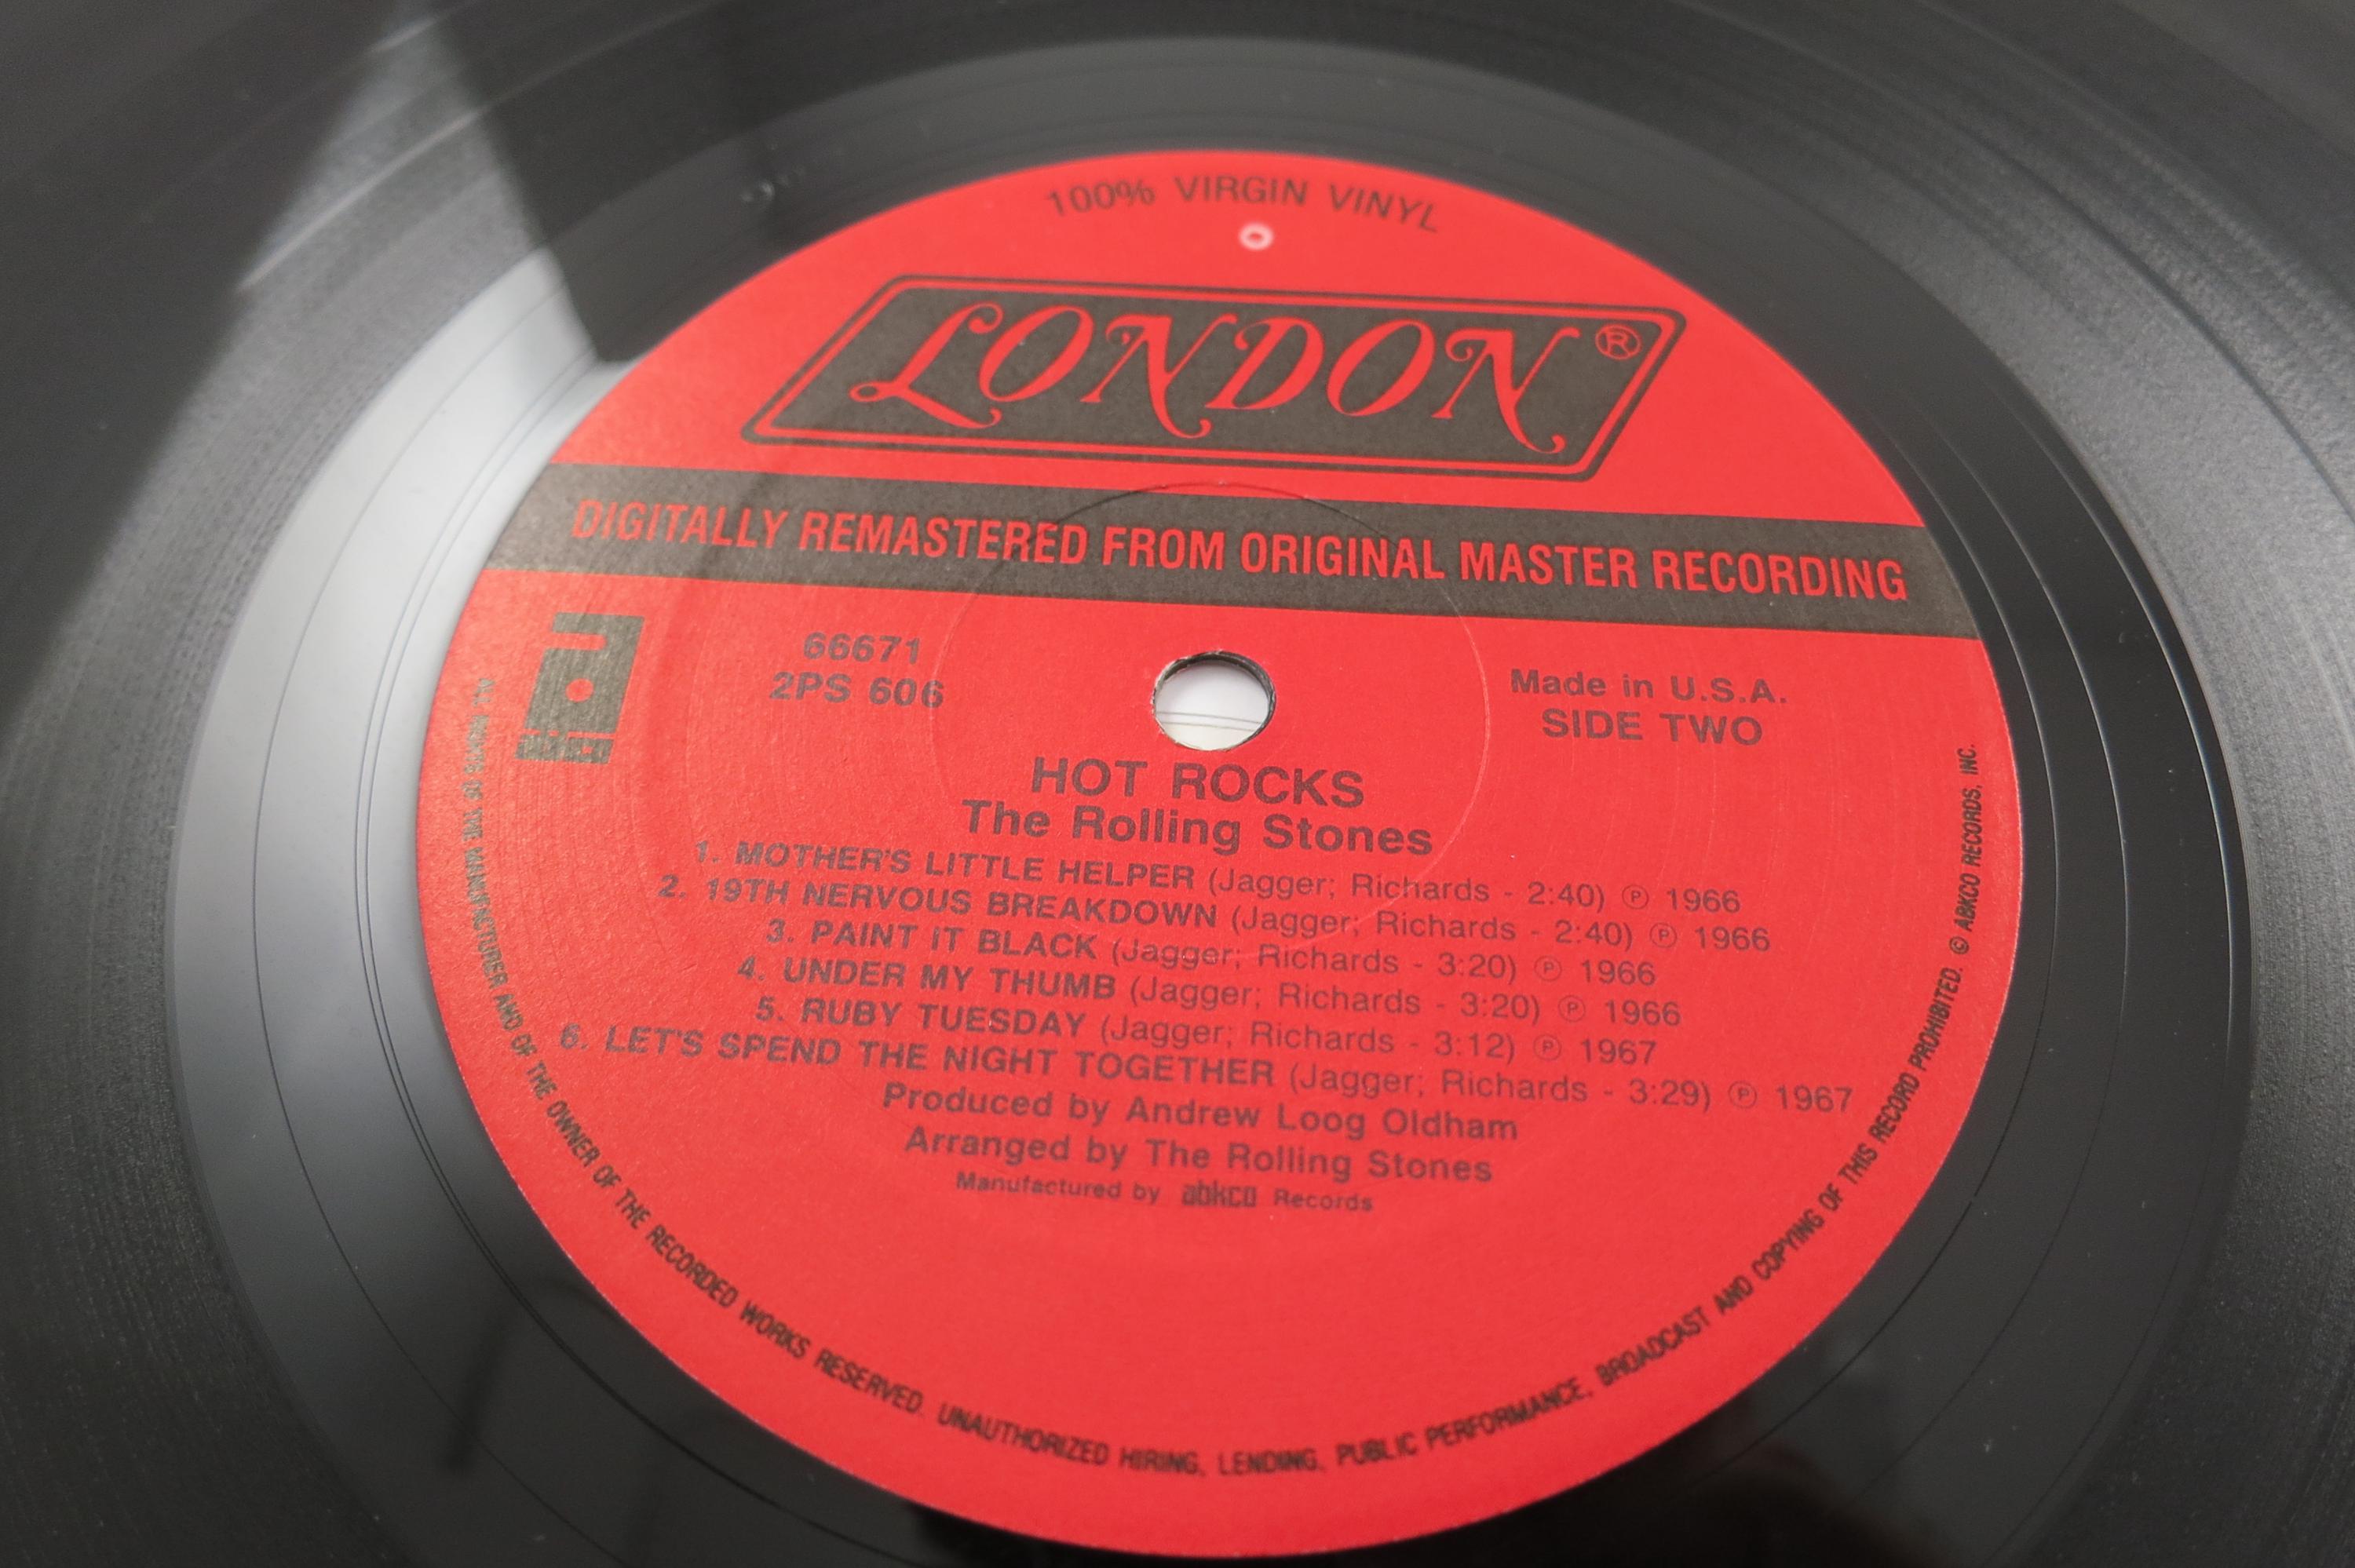 100% VIRGIN VINYL
LONDON®
DIGITALLY REMASTERED FROM ORIGINAL MASTER RECORDING
66671
2PS 606
Made in U.S.A.
SIDE TWO
HOT ROCKS
The Rolling Stones
1. MOTHER'S LITTLE HELPER (Jagger; Richards - 2:40) ℗ 1966
2. 19TH NERVOUS BREAKDOWN (Jagger; Richards - 2:40) ℗ 1966
3. PAINT IT BLACK (Jagger; Richards - 3:20) ℗ 1966
4. UNDER MY THUMB (Jagger; Richards - 3:20) ℗ 1966
5. RUBY TUESDAY (Jagger; Richards - 3:12) ℗ 1967
6. LET'S SPEND THE NIGHT TOGETHER (Jagger; Richards - 3:29) ℗ 1967
Produced by Andrew Loog Oldham
Arranged by The Rolling Stones
Manufactured by abkco Records
ALL RIGHTS OF THE MANUFACTURER AND OF THE OWNER OF THE RECORDED WORKS RESERVED. UNAUTHORIZED HIRING, LENDING, PUBLIC PERFORMANCE, BROADCAST AND COPYING OF THIS RECORD PROHIBITED. © ABKCO RECORDS, INC.